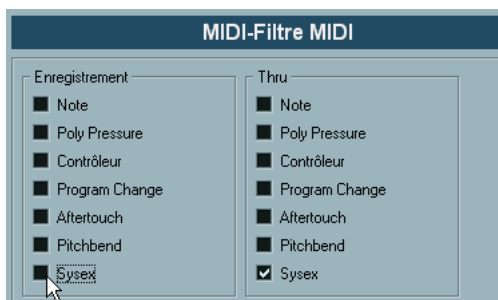 MIDI-Filtre MIDI
Enregistrement
Note
Poly Pressure
Contrôleur
Program Change
Aftertouch
Pitchbend
Sysex
Thru
Note
Poly Pressure
Contrôleur
Program Change
Aftertouch
Pitchbend
Sysex